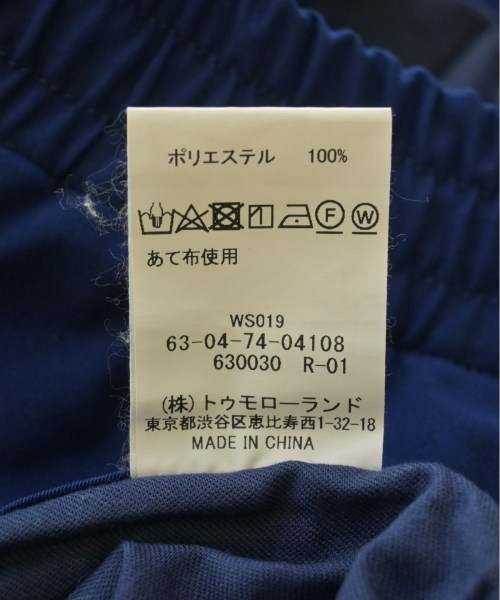 ポリエステル 100%
F W
あて布使用
WS019
63-04-74-04108
630030 R-01
(株)トゥモローランド
東京都渋谷区恵比寿西1-32-18
MADE IN CHINA